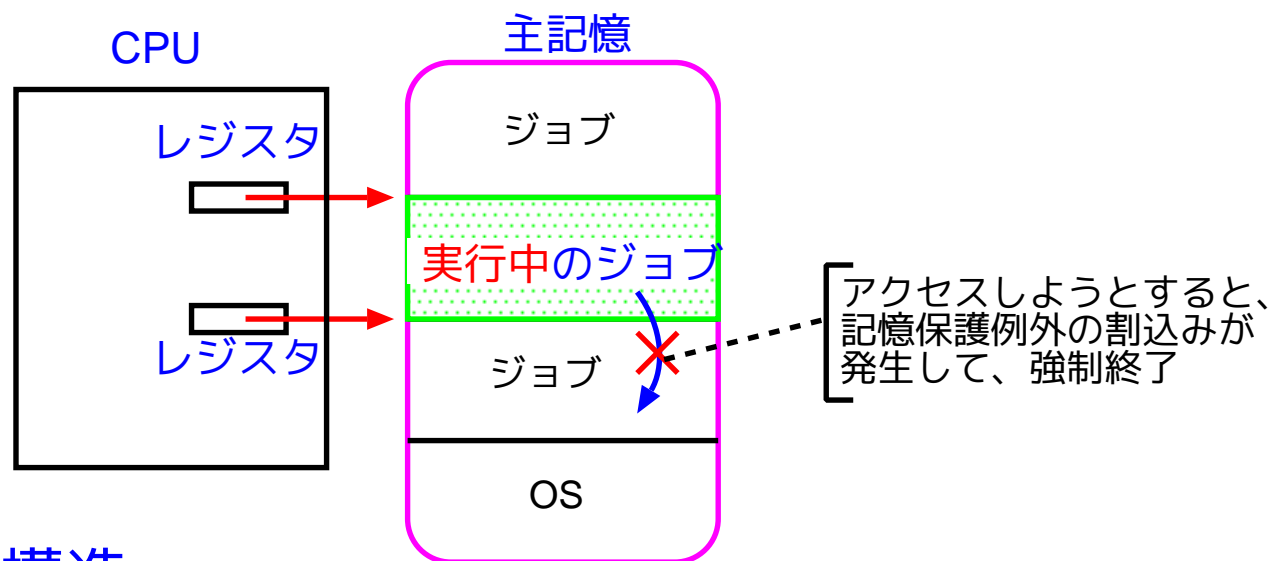 CPU
主記憶
レジスタ
ジョブ
実行中のジョブ
レジスタ
ジョブ
アクセスしようとすると、
記憶保護例外の割込みが
発生して、強制終了
OS